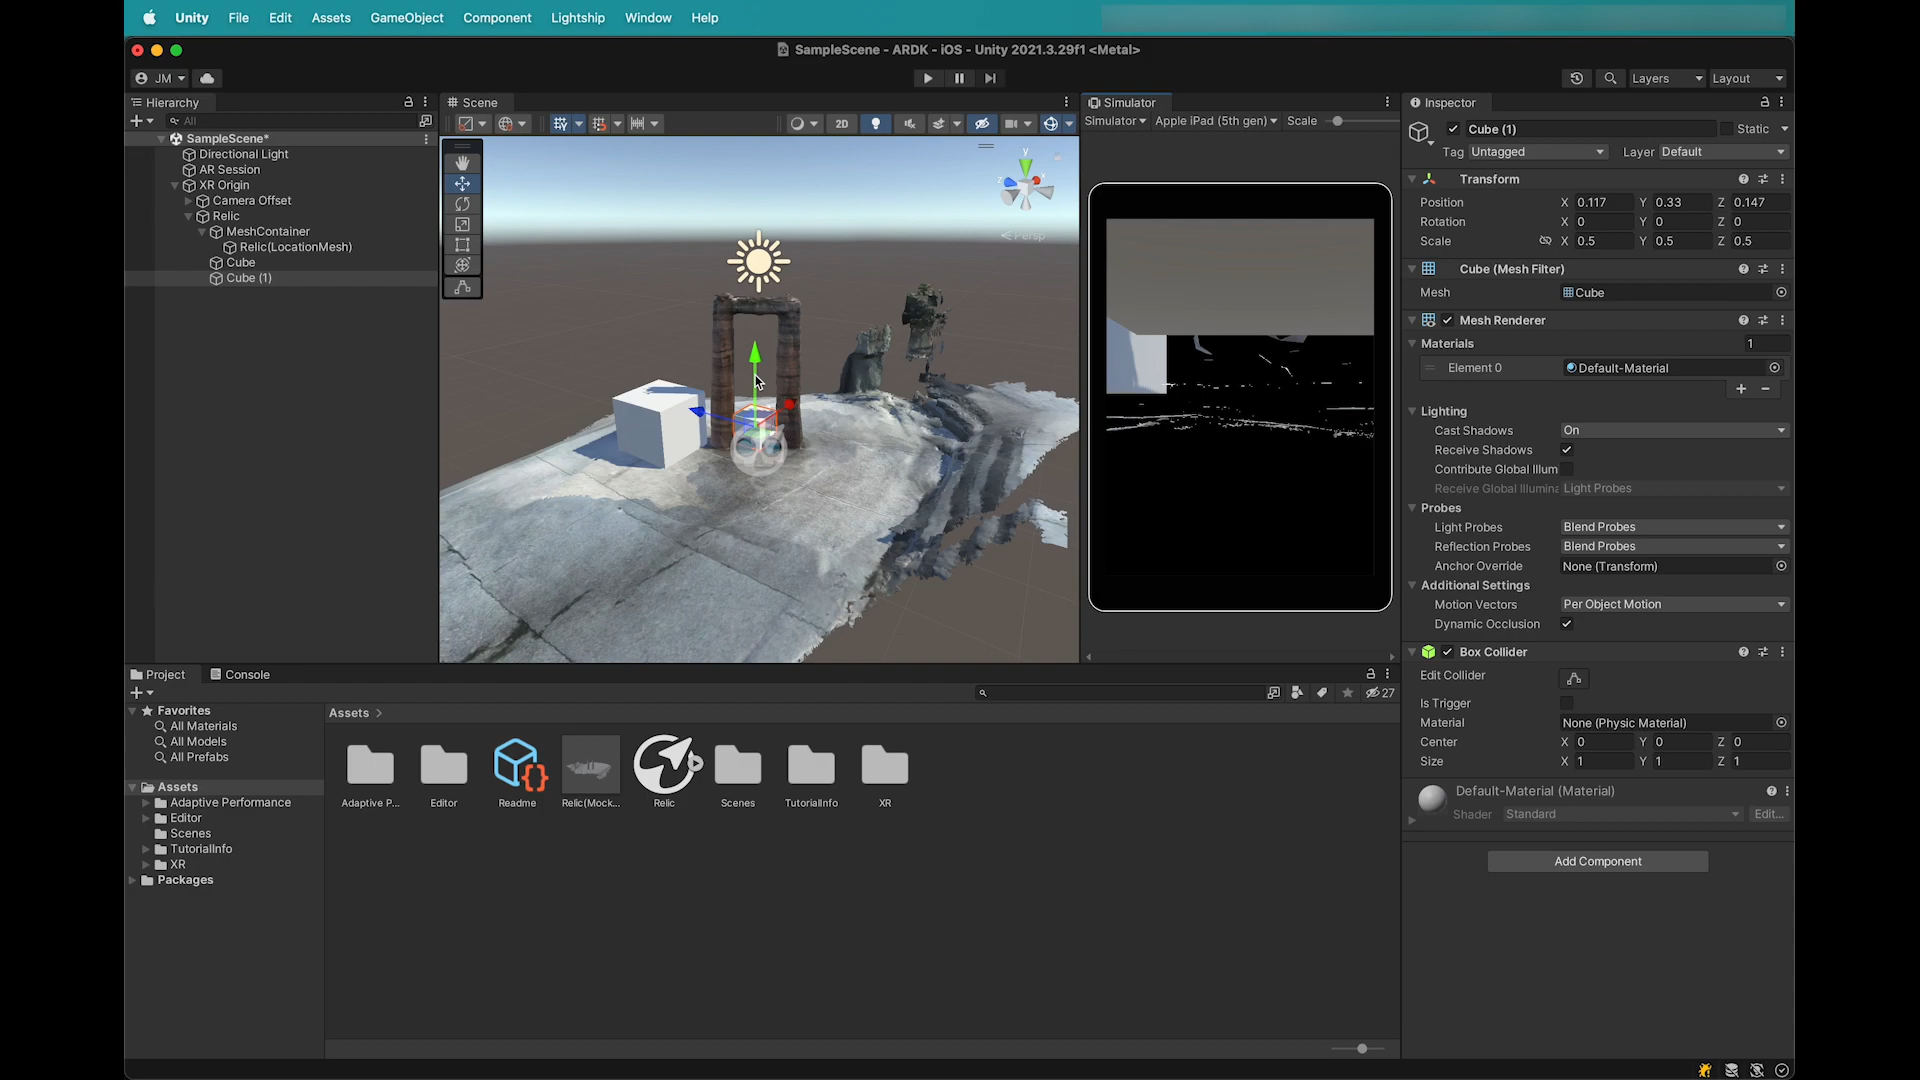 Unity File Edit Assets GameObject Component Lightship Window Help
SampleScene - ARDK - iOS - Unity 2021.3.29f1 <Metal>
JM
Layers
Layout
Hierarchy
All
SampleScene*
Directional Light
AR Session
XR Origin
Camera Offset
Relic
MeshContainer
Relic(LocationMesh)
Cube
Cube (1)
Scene
2D
y
x
z
Persp
Simulator
Simulator Apple iPad (5th gen) Scale
Inspector
Cube (1) Static
Tag Untagged Layer Default
Transform
Position X 0.117 Y 0.33 Z 0.147
Rotation X 0 Y 0 Z 0
Scale X 0.5 Y 0.5 Z 0.5
Cube (Mesh Filter)
Mesh Cube
Mesh Renderer
Materials 1
Element 0 Default-Material
Lighting
Cast Shadows On
Receive Shadows
Contribute Global Illum
Receive Global Illumina Light Probes
Probes
Light Probes Blend Probes
Reflection Probes Blend Probes
Anchor Override None (Transform)
Additional Settings
Motion Vectors Per Object Motion
Dynamic Occlusion
Box Collider
Edit Collider
Is Trigger
Material None (Physic Material)
Center X 0 Y 0 Z 0
Size X 1 Y 1 Z 1
Default-Material (Material)
Shader Standard Edit...
Add Component
Project Console
27
Favorites
All Materials
All Models
All Prefabs
Assets
Adaptive Performance
Editor
Scenes
TutorialInfo
XR
Packages
Assets >
Adaptive P... Editor Readme Relic(Mock... Relic Scenes TutorialInfo XR